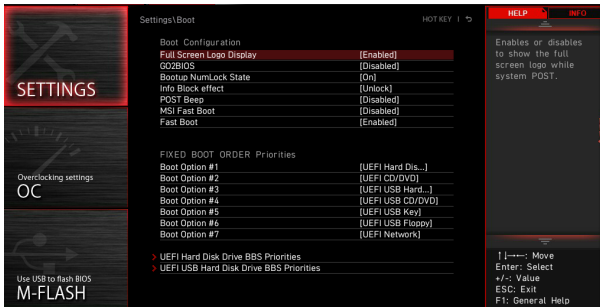 Settings\Boot
HOT KEY |
HELP
INFO
SETTINGS
Overclocking settings
OC
Use USB to flash BIOS
M-FLASH
Boot Configuration
Full Screen Logo Display [Enabled]
GO2BIOS [Disabled]
Bootup NumLock State [On]
Info Block effect [Unlock]
POST Beep [Disabled]
MSI Fast Boot [Disabled]
Fast Boot [Enabled]
FIXED BOOT ORDER Priorities
Boot Option #1 [UEFI Hard Dis...]
Boot Option #2 [UEFI CD/DVD]
Boot Option #3 [UEFI USB Hard...]
Boot Option #4 [UEFI USB CD/DVD]
Boot Option #5 [UEFI USB Key]
Boot Option #6 [UEFI USB Floppy]
Boot Option #7 [UEFI Network]
> UEFI Hard Disk Drive BBS Priorities
> UEFI USB Hard Disk Drive BBS Priorities
Enables or disables
to show the full
screen logo while
system POST.
↑↓→←: Move
Enter: Select
+/-: Value
ESC: Exit
F1: General Help